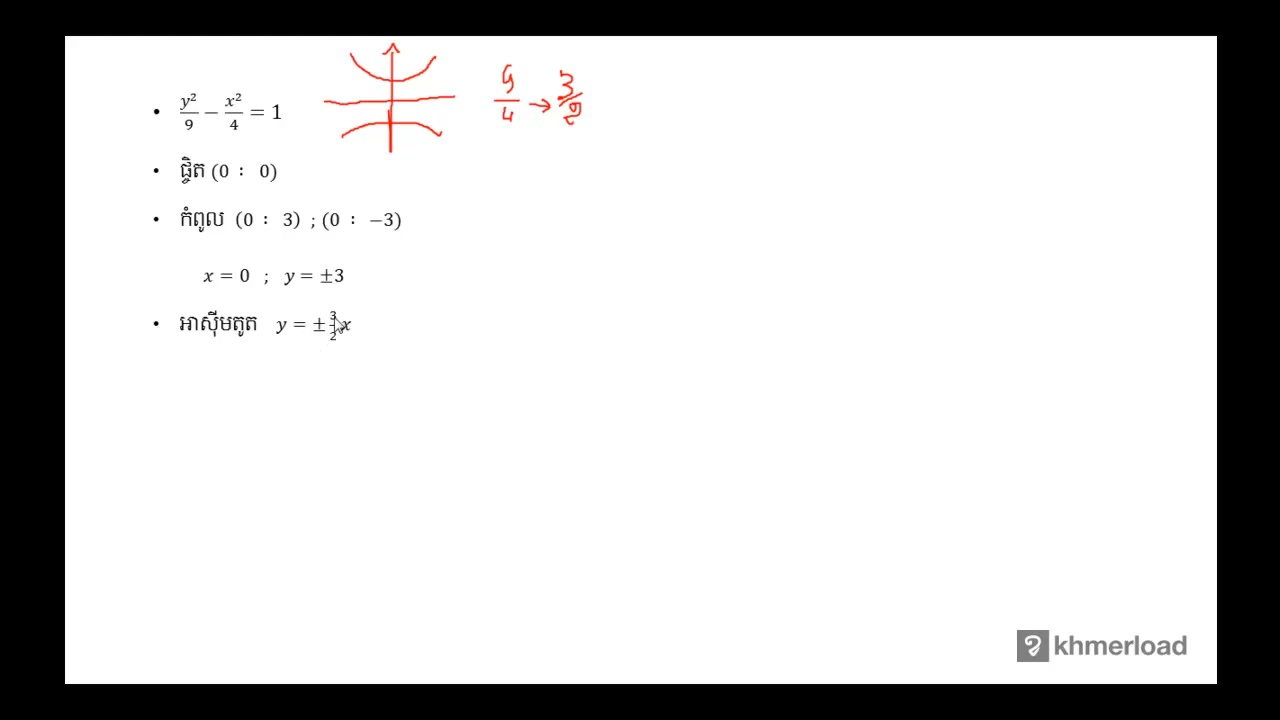 • y²/9 − x²/4 = 1
9/4 → 3/2
• ផ្ចិត (0 : 0)
• កំពូល (0 : 3) ; (0 : −3)
x = 0 ; y = ±3
• អាស៊ីមតូត y = ±3/2 x
khmerload